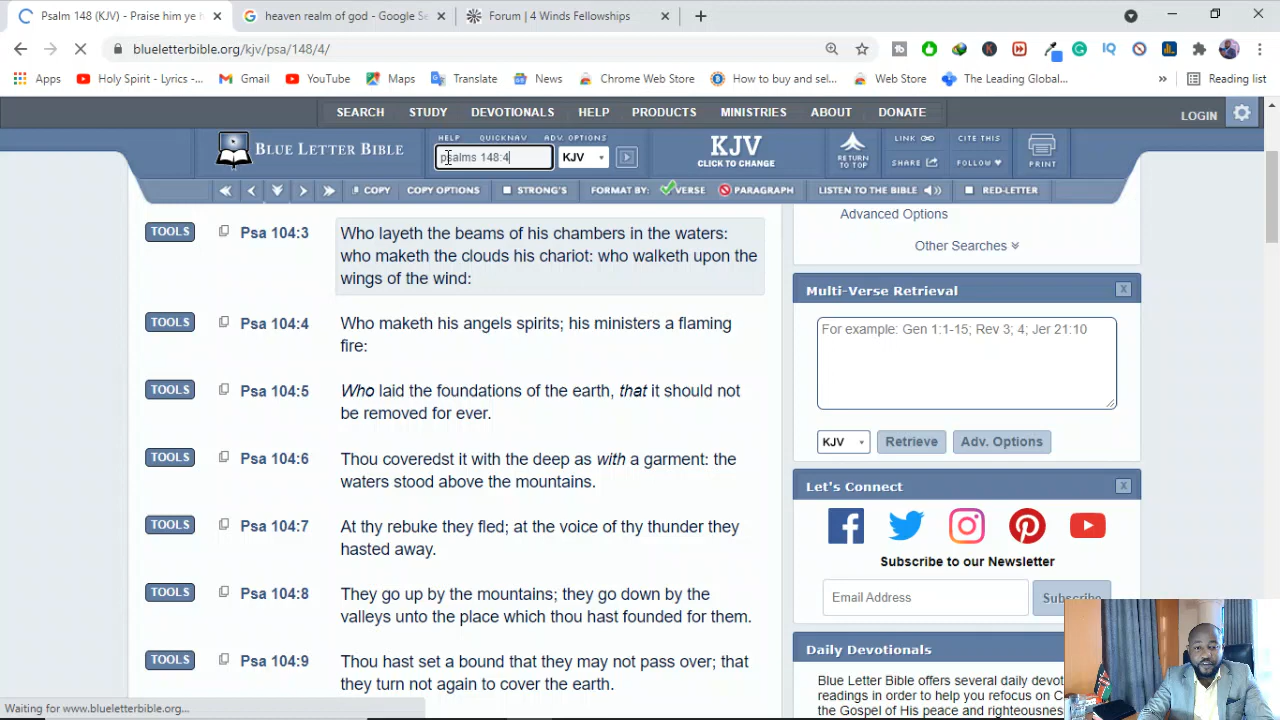 Psalm 148 (KJV) - Praise him ye h
heaven realm of god - Google Se
Forum | 4 Winds Fellowships
blueletterbible.org/kjv/psa/148/4/
Apps
Holy Spirit - Lyrics -...
Gmail
YouTube
Maps
Translate
News
Chrome Web Store
How to buy and sel...
Web Store
The Leading Global...
»
Reading list
SEARCH STUDY DEVOTIONALS HELP PRODUCTS MINISTRIES ABOUT DONATE
LOGIN
BLUE LETTER BIBLE
HELP QUICKNAV ADV. OPTIONS
psalms 148:4
KJV
KJV
CLICK TO CHANGE
RETURN
TO TOP
LINK
CITE THIS
SHARE
FOLLOW
PRINT
COPY COPY OPTIONS STRONG'S FORMAT BY: VERSE PARAGRAPH LISTEN TO THE BIBLE RED-LETTER
TOOLS
Psa 104:3
Who layeth the beams of his chambers in the waters:
who maketh the clouds his chariot: who walketh upon the
wings of the wind:
TOOLS
Psa 104:4
Who maketh his angels spirits; his ministers a flaming
fire:
TOOLS
Psa 104:5
Who laid the foundations of the earth, that it should not
be removed for ever.
TOOLS
Psa 104:6
Thou coveredst it with the deep as with a garment: the
waters stood above the mountains.
TOOLS
Psa 104:7
At thy rebuke they fled; at the voice of thy thunder they
hasted away.
TOOLS
Psa 104:8
They go up by the mountains; they go down by the
valleys unto the place which thou hast founded for them.
TOOLS
Psa 104:9
Thou hast set a bound that they may not pass over; that
they turn not again to cover the earth.
Advanced Options
Other Searches
Multi-Verse Retrieval
X
For example: Gen 1:1-15; Rev 3; 4; Jer 21:10
KJV
Retrieve
Adv. Options
Let's Connect
X
Subscribe to our Newsletter
Email Address
Subscribe
Daily Devotionals
Blue Letter Bible offers several daily devot
readings in order to help you refocus on C
the Gospel of His peace and righteousnes
Waiting for www.blueletterbible.org...